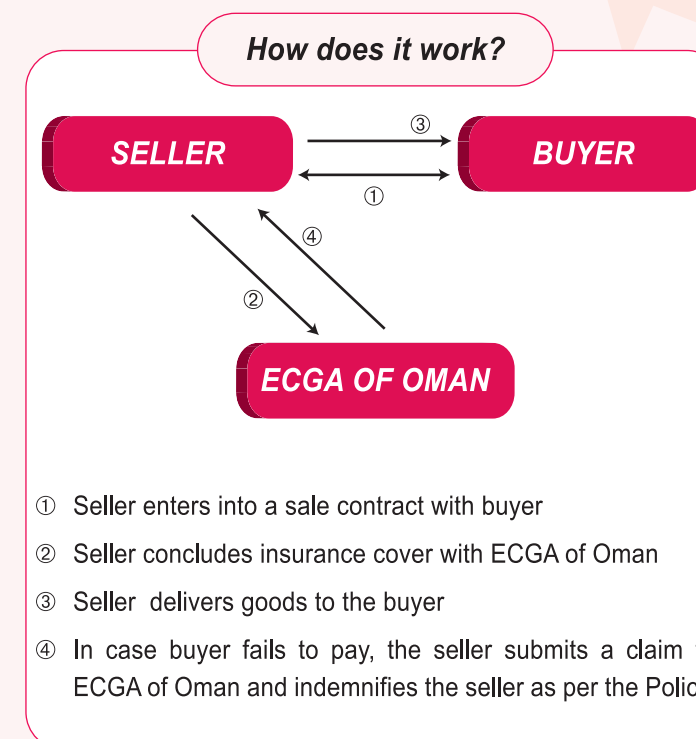 How does it work?
SELLER
③
BUYER
①
④
②
ECGA OF OMAN
① Seller enters into a sale contract with buyer
② Seller concludes insurance cover with ECGA of Oman
③ Seller delivers goods to the buyer
④ In case buyer fails to pay, the seller submits a claim
ECGA of Oman and indemnifies the seller as per the